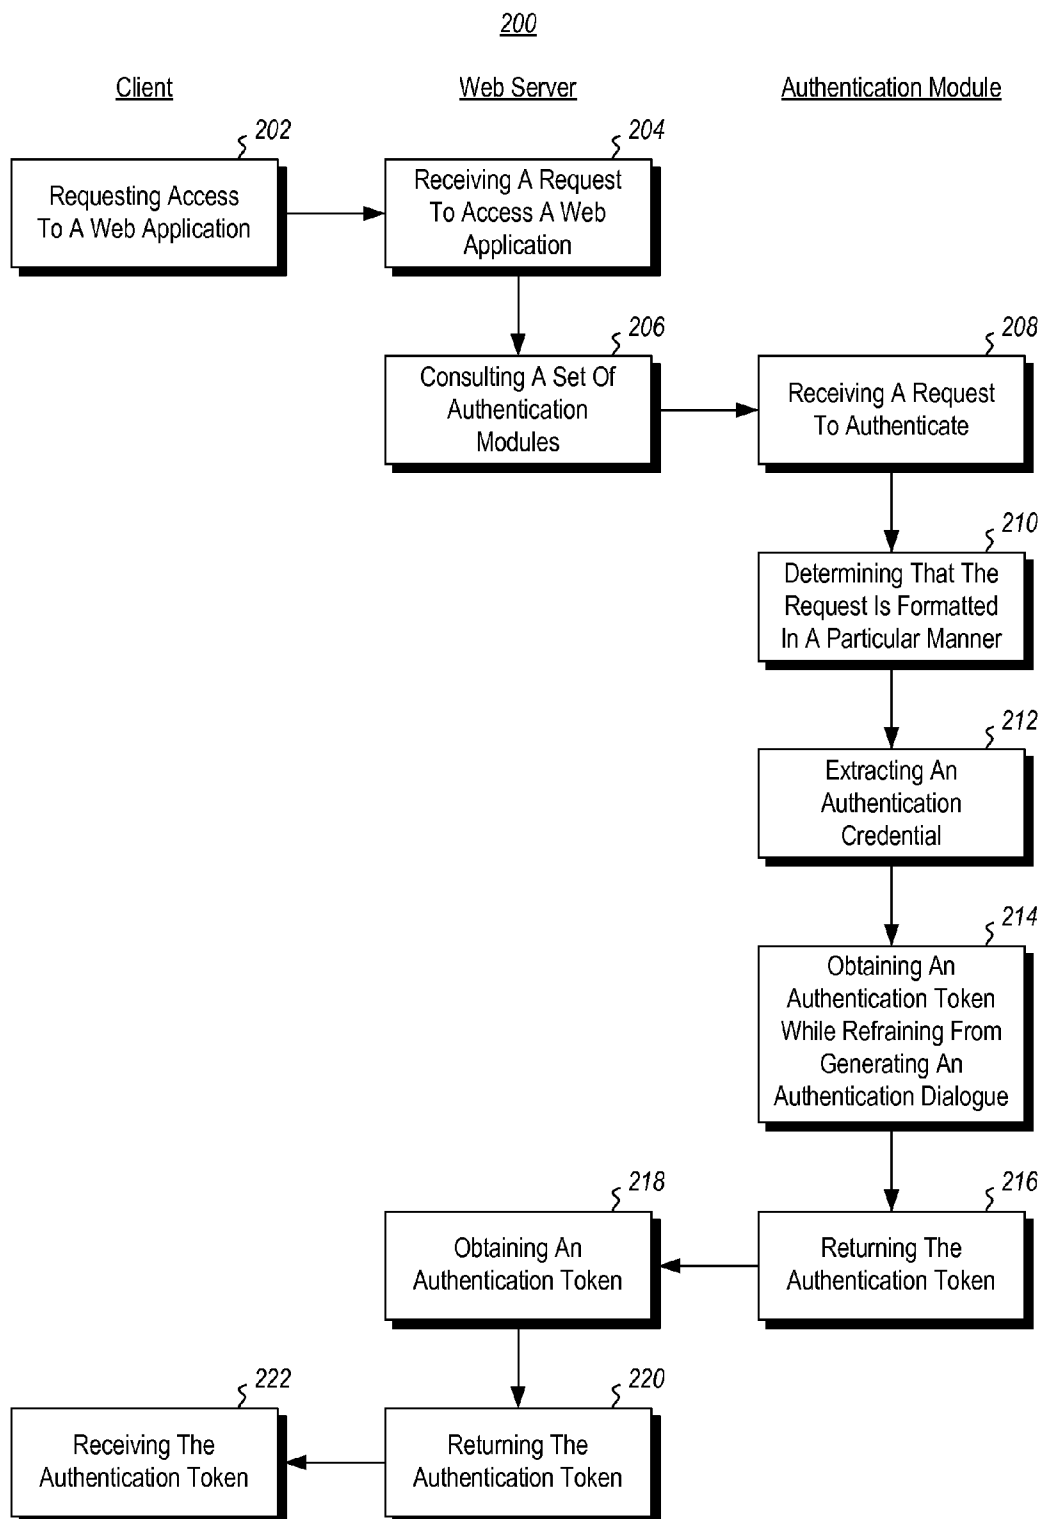 200
Client
Web Server
Authentication Module
202
Requesting Access
To A Web Application
204
Receiving A Request
To Access A Web
Application
206
Consulting A Set Of
Authentication
Modules
208
Receiving A Request
To Authenticate
210
Determining That The
Request Is Formatted
In A Particular Manner
212
Extracting An
Authentication
Credential
214
Obtaining An
Authentication Token
While Refraining From
Generating An
Authentication Dialogue
216
Returning The
Authentication Token
218
Obtaining An
Authentication Token
220
Returning The
Authentication Token
222
Receiving The
Authentication Token